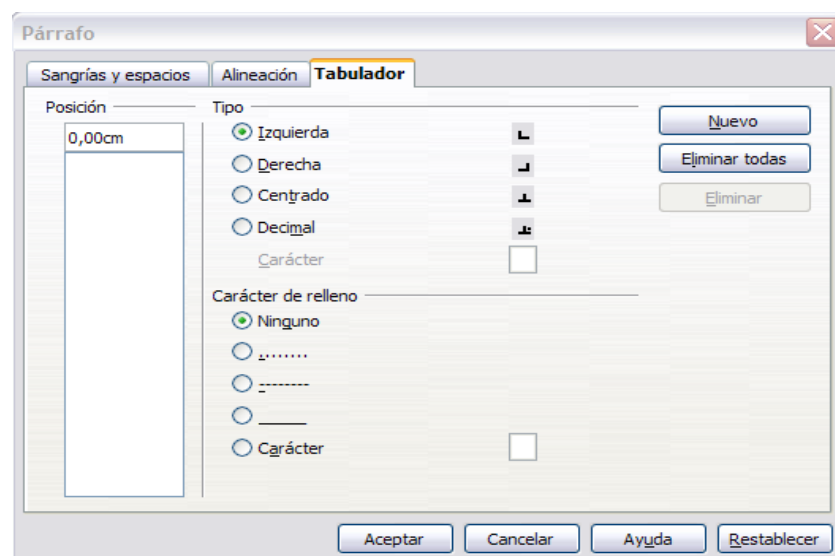 Párrafo
Sangrías y espacios Alineación Tabulador
Posición Tipo
0,00cm Izquierda Nuevo
Derecha Eliminar todas
Centrado Eliminar
Decimal
Carácter
Carácter de relleno
Ninguno
........
--------
_____
Carácter
Aceptar Cancelar Ayuda Restablecer